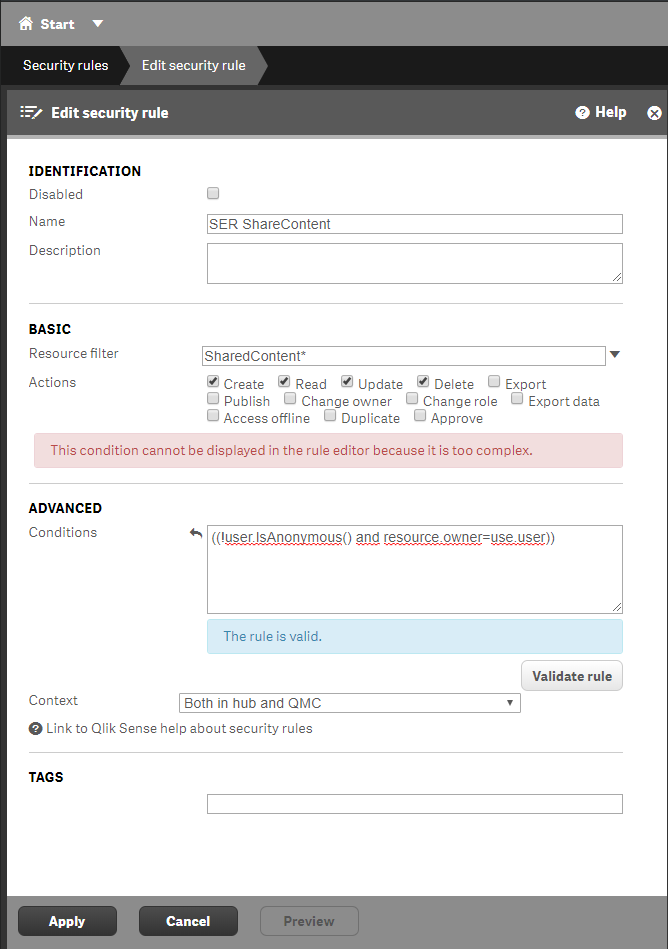 Start
Security rules Edit security rule
Edit security rule Help
IDENTIFICATION
Disabled
Name SER ShareContent
Description
BASIC
Resource filter SharedContent*
Actions Create Read Update Delete Export
Publish Change owner Change role Export data
Access offline Duplicate Approve
This condition cannot be displayed in the rule editor because it is too complex.
ADVANCED
Conditions ((!user.IsAnonymous() and resource.owner=use.user))
The rule is valid.
Validate rule
Context Both in hub and QMC
Link to Qlik Sense help about security rules
TAGS
Apply Cancel Preview